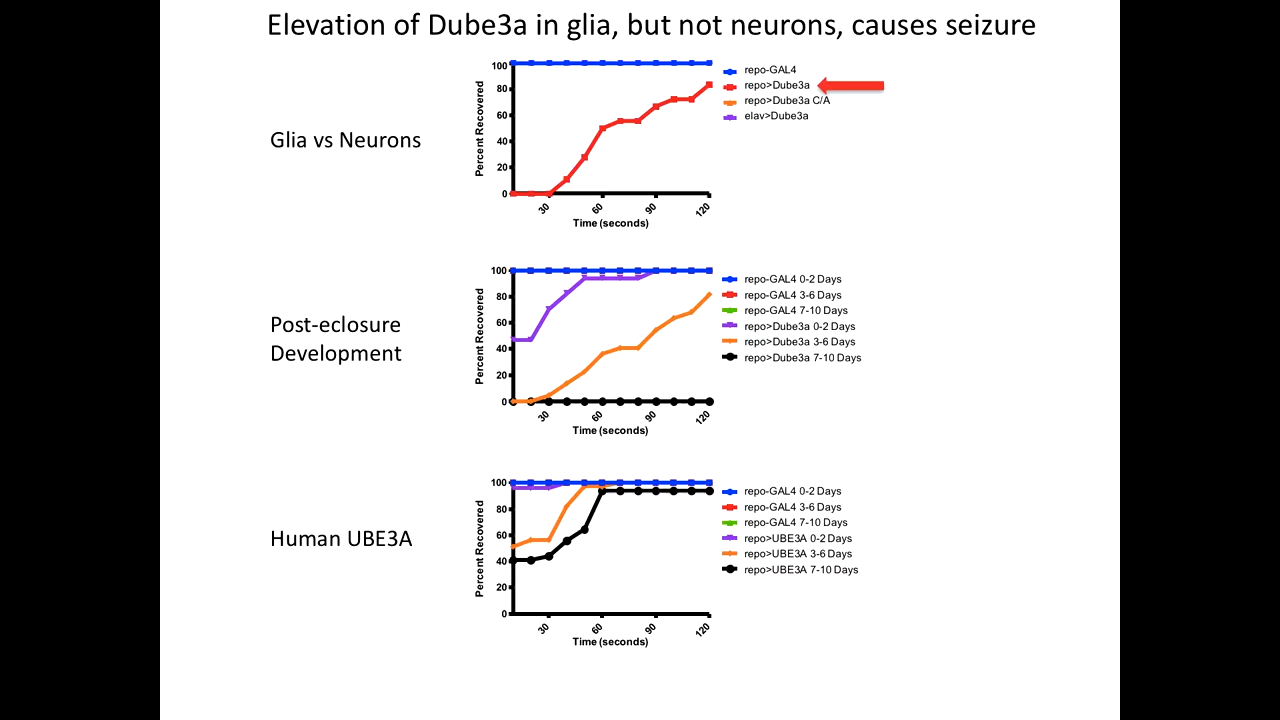 Elevation of Dube3a in glia, but not neurons, causes seizure
Glia vs Neurons
Percent Recovered
100
80
60
40
20
0
30
60
90
120
Time (seconds)
repo-GAL4
repo>Dube3a
repo>Dube3a C/A
elav>Dube3a
Post-eclosure
Development
Percent Recovered
100
80
60
40
20
0
30
60
90
120
Time (seconds)
repo-GAL4 0-2 Days
repo-GAL4 3-6 Days
repo-GAL4 7-10 Days
repo>Dube3a 0-2 Days
repo>Dube3a 3-6 Days
repo>Dube3a 7-10 Days
Human UBE3A
Percent Recovered
100
80
60
40
20
0
30
60
90
120
Time (seconds)
repo-GAL4 0-2 Days
repo-GAL4 3-6 Days
repo-GAL4 7-10 Days
repo>UBE3A 0-2 Days
repo>UBE3A 3-6 Days
repo>UBE3A 7-10 Days